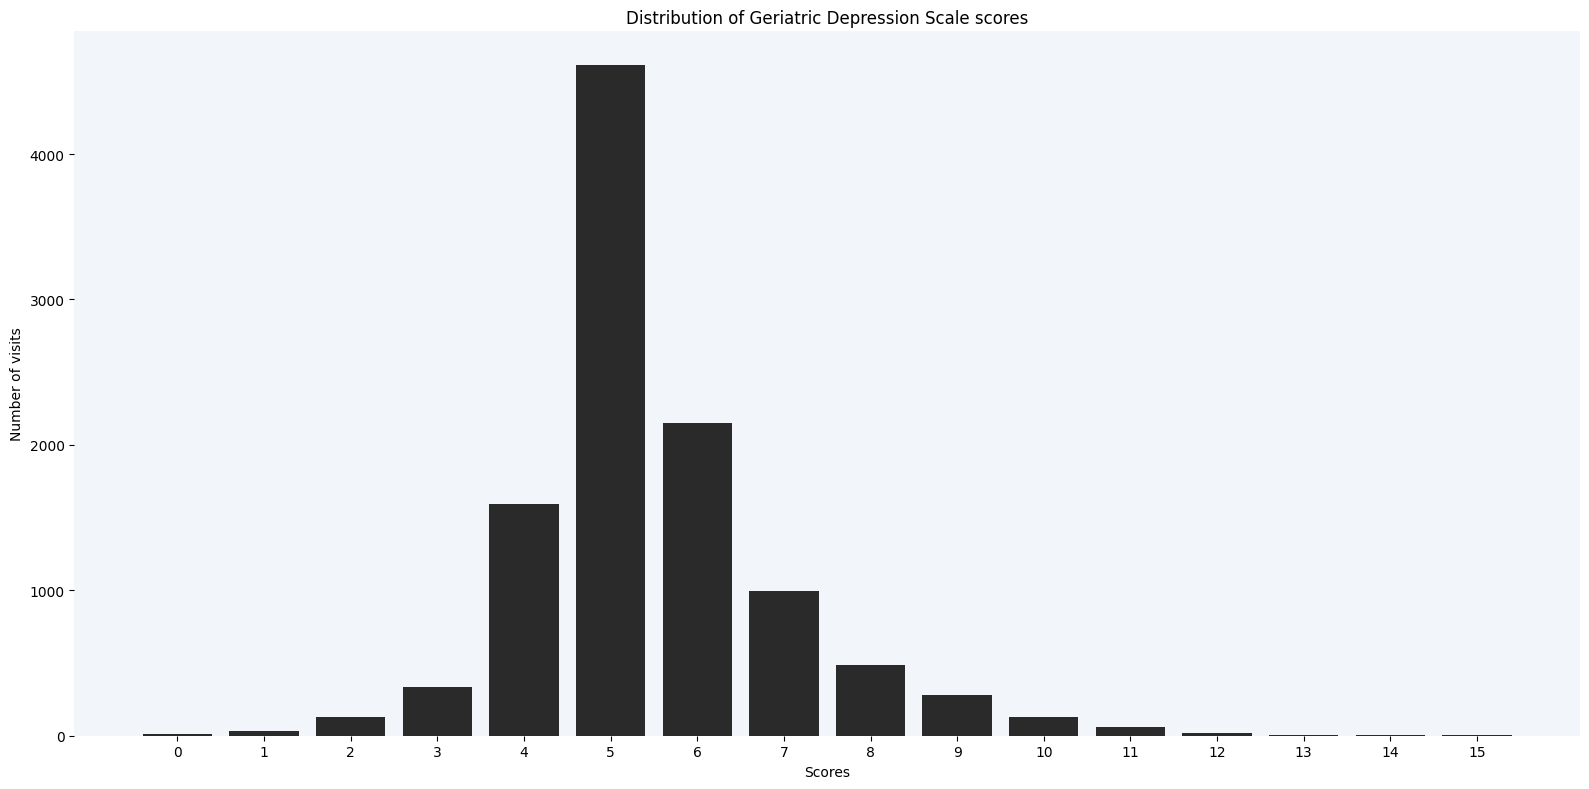 Distribution of Geriatric Depression Scale scores
Number of visits
4000
3000
2000
1000
0
0 1 2 3 4 5 6 7 8 9 10 11 12 13 14 15
Scores